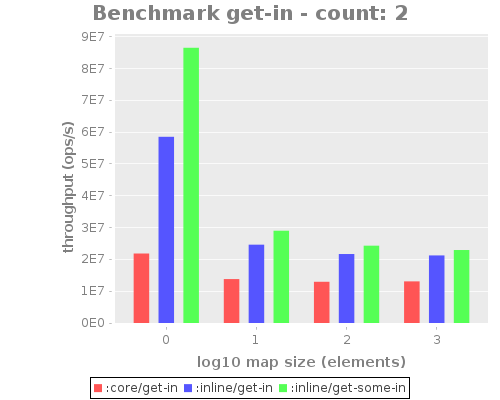 Benchmark get-in - count: 2
throughput (ops/s)
9E7
8E7
7E7
6E7
5E7
4E7
3E7
2E7
1E7
0E0
0 1 2 3
log10 map size (elements)
:core/get-in :inline/get-in :inline/get-some-in